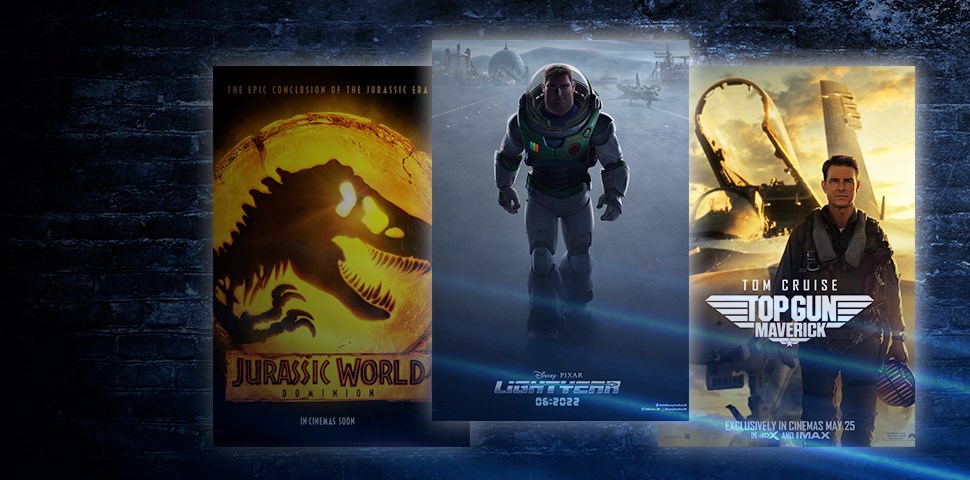 THE EPIC CONCLUSION OF THE JURASSIC ERA
JURASSIC WORLD
DOMINION
IN CINEMAS SOON
Disney · PIXAR
LIGHTYEAR
06·2022
TOM CRUISE
TOP GUN
MAVERICK
EXCLUSIVELY IN CINEMAS MAY 25
IN 4DX AND IMAX